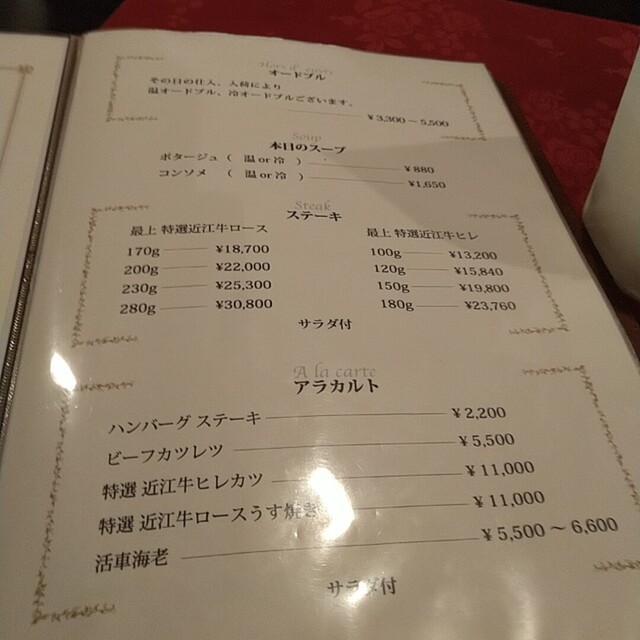 Hors d'œuvre
オードブル
その日の仕入、入荷により
温オードブル、冷オードブルございます。
¥3,300～5,500
Soup
本日のスープ
ポタージュ（ 温 or 冷 ） ¥880
コンソメ （ 温 or 冷 ） ¥1,650
Steak
ステーキ
最上 特選近江牛ロース
170g ¥18,700
200g ¥22,000
230g ¥25,300
280g ¥30,800
最上 特選近江牛ヒレ
100g ¥13,200
120g ¥15,840
150g ¥19,800
180g ¥23,760
サラダ付
A la carte
アラカルト
ハンバーグ ステーキ ¥2,200
ビーフカツレツ ¥5,500
特選 近江牛ヒレカツ ¥11,000
特選 近江牛ロースうす焼き ¥11,000
活車海老 ¥5,500～6,600
サラダ付